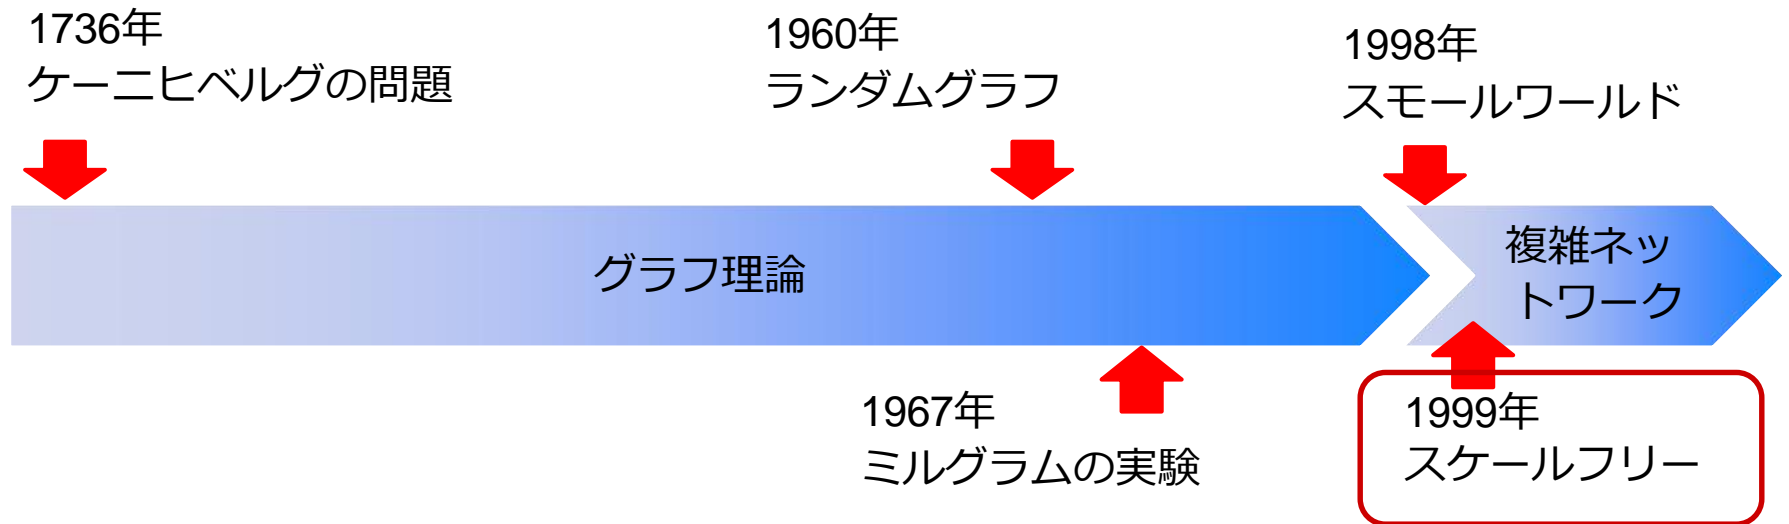 1736年
ケーニヒベルグの問題
1960年
ランダムグラフ
1998年
スモールワールド
グラフ理論
複雑ネッ
トワーク
1967年
ミルグラムの実験
1999年
スケールフリー